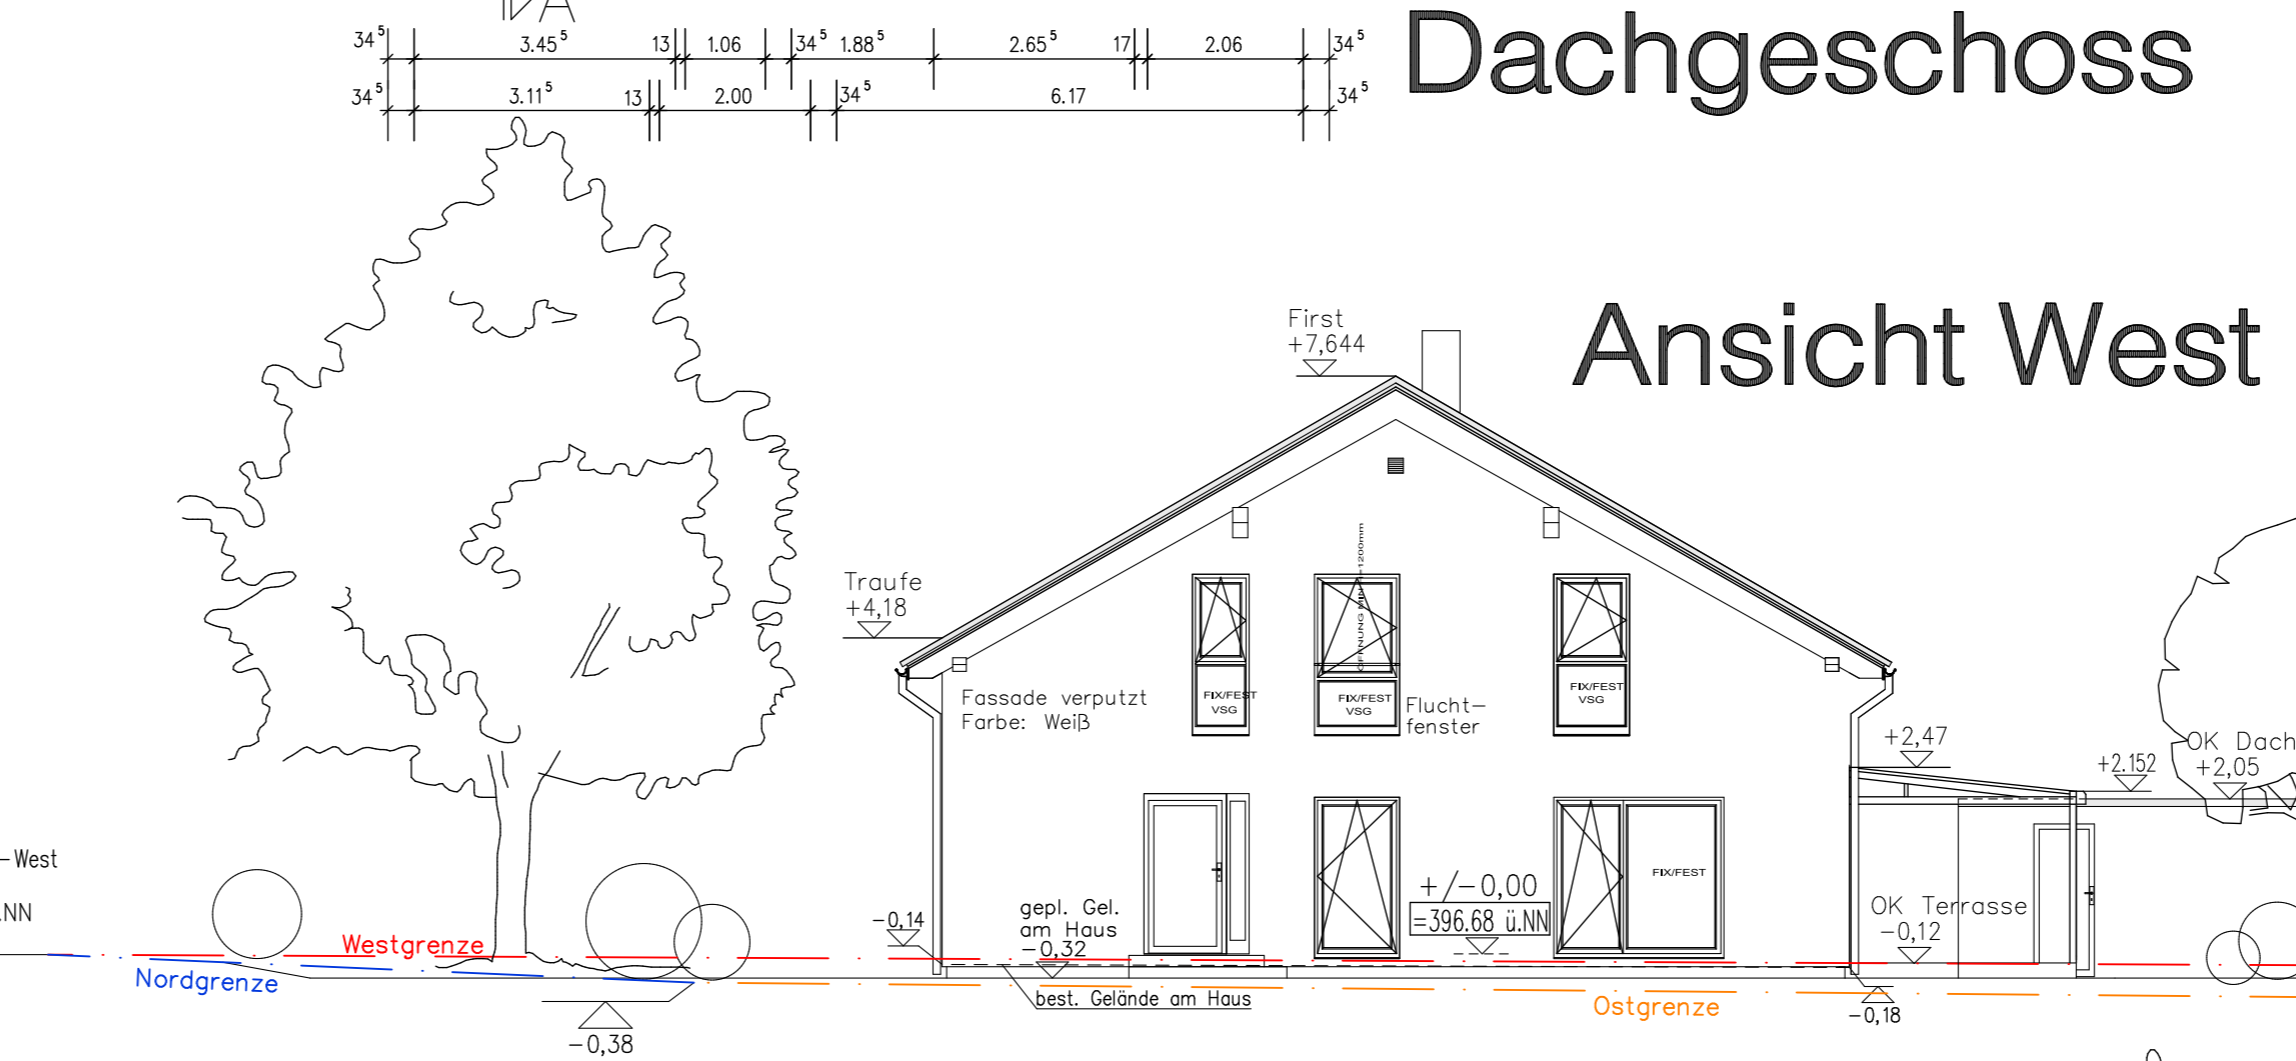 Dachgeschoss
34⁵ 3.45⁵ 13 1.06 34⁵ 1.88⁵ 2.65⁵ 17 2.06 34⁵
34⁵ 3.11⁵ 13 2.00 34⁵ 6.17 34⁵
Ansicht West
First
+7,644
Traufe
+4,18
Fassade verputzt
Farbe: Weiß
FIX/FEST
VSG
FIX/FEST
VSG
Flucht-
fenster
FIX/FEST
VSG
+2,47
+2.152
OK Dach
+2,05
-West
.NN
FIX/FEST
+/-0,00
=396.68 ü.NN
OK Terrasse
-0,12
-0,14
gepl. Gel.
am Haus
-0,32
Westgrenze
Nordgrenze
best. Gelände am Haus
Ostgrenze
-0,18
-0,38